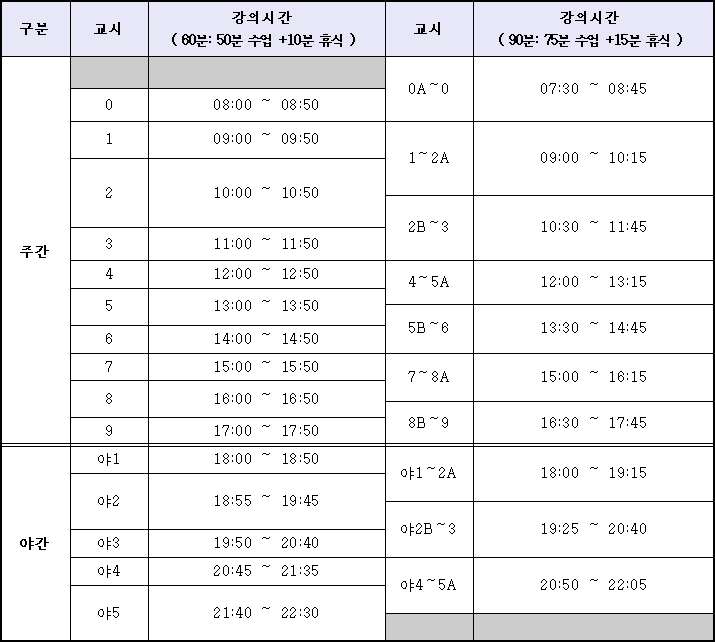 구분 교시 강의시간 교시 강의시간
( 60분: 50분 수업 +10분 휴식 ) ( 90분: 75분 수업 +15분 휴식 )
주간
0A~0 07:30 ~ 08:45
0 08:00 ~ 08:50
1 09:00 ~ 09:50
1~2A 09:00 ~ 10:15
2 10:00 ~ 10:50
2B~3 10:30 ~ 11:45
3 11:00 ~ 11:50
4 12:00 ~ 12:50
4~5A 12:00 ~ 13:15
5 13:00 ~ 13:50
5B~6 13:30 ~ 14:45
6 14:00 ~ 14:50
7 15:00 ~ 15:50
7~8A 15:00 ~ 16:15
8 16:00 ~ 16:50
8B~9 16:30 ~ 17:45
9 17:00 ~ 17:50
야간
야1 18:00 ~ 18:50
야1~2A 18:00 ~ 19:15
야2 18:55 ~ 19:45
야2B~3 19:25 ~ 20:40
야3 19:50 ~ 20:40
야4 20:45 ~ 21:35
야4~5A 20:50 ~ 22:05
야5 21:40 ~ 22:30